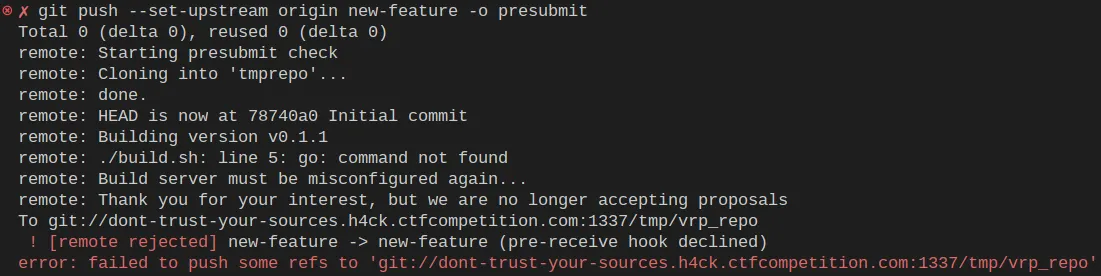 ✗ git push --set-upstream origin new-feature -o presubmit
Total 0 (delta 0), reused 0 (delta 0)
remote: Starting presubmit check
remote: Cloning into 'tmprepo'...
remote: done.
remote: HEAD is now at 78740a0 Initial commit
remote: Building version v0.1.1
remote: ./build.sh: line 5: go: command not found
remote: Build server must be misconfigured again...
remote: Thank you for your interest, but we are no longer accepting proposals
To git://dont-trust-your-sources.h4ck.ctfcompetition.com:1337/tmp/vrp_repo
! [remote rejected] new-feature -> new-feature (pre-receive hook declined)
error: failed to push some refs to 'git://dont-trust-your-sources.h4ck.ctfcompetition.com:1337/tmp/vrp_repo'